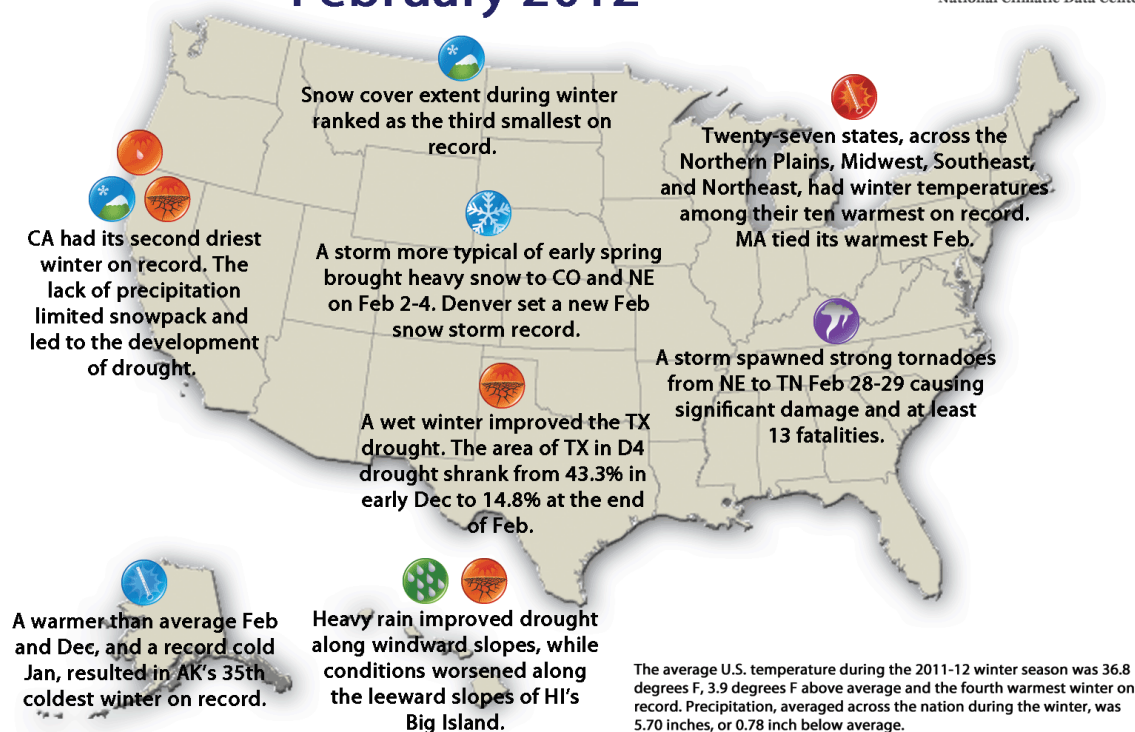 February 2012
National Climatic Data Center
Snow cover extent during winter
ranked as the third smallest on
record.
Twenty-seven states, across the
Northern Plains, Midwest, Southeast,
and Northeast, had winter temperatures
among their ten warmest on record.
MA tied its warmest Feb.
CA had its second driest
winter on record. The
lack of precipitation
limited snowpack and
led to the development
of drought.
A storm more typical of early spring
brought heavy snow to CO and NE
on Feb 2-4. Denver set a new Feb
snow storm record.
A storm spawned strong tornadoes
from NE to TN Feb 28-29 causing
significant damage and at least
13 fatalities.
A wet winter improved the TX
drought. The area of TX in D4
drought shrank from 43.3% in
early Dec to 14.8% at the end
of Feb.
A warmer than average Feb
and Dec, and a record cold
Jan, resulted in AK's 35th
coldest winter on record.
Heavy rain improved drought
along windward slopes, while
conditions worsened along
the leeward slopes of HI's
Big Island.
The average U.S. temperature during the 2011-12 winter season was 36.8
degrees F, 3.9 degrees F above average and the fourth warmest winter on
record. Precipitation, averaged across the nation during the winter, was
5.70 inches, or 0.78 inch below average.